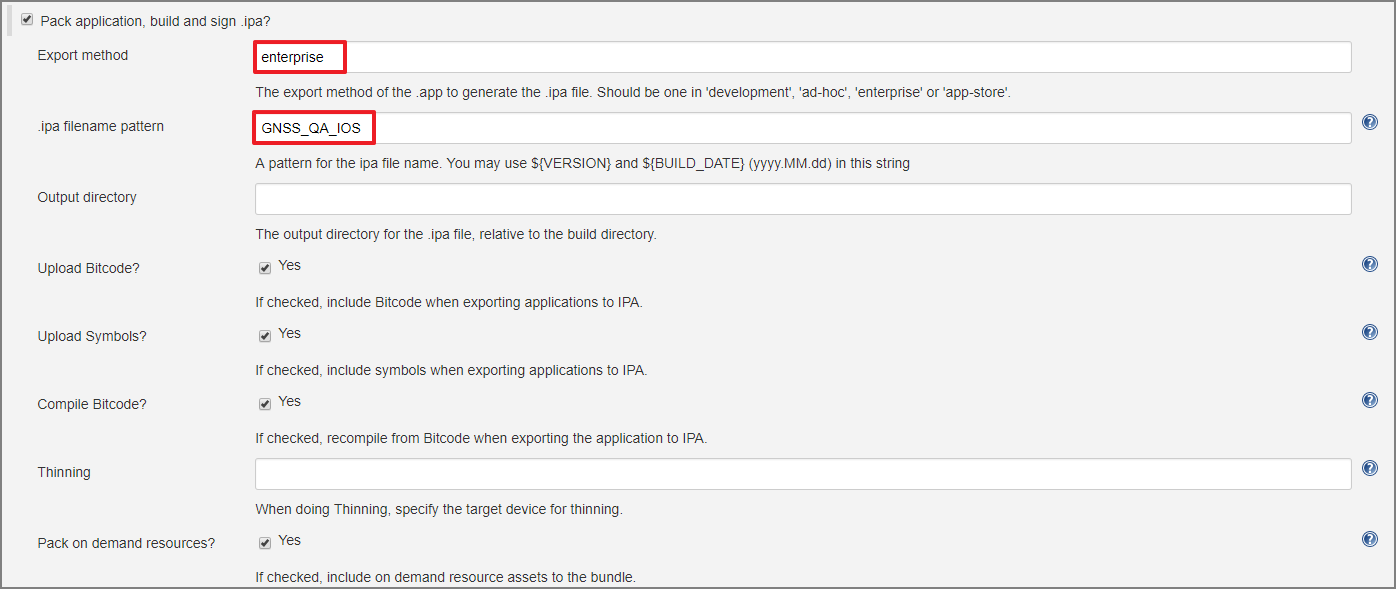 Pack application, build and sign .ipa?
Export method
enterprise
The export method of the .app to generate the .ipa file. Should be one in 'development', 'ad-hoc', 'enterprise' or 'app-store'.
.ipa filename pattern
GNSS_QA_IOS
?
A pattern for the ipa file name. You may use ${VERSION} and ${BUILD_DATE} (yyyy.MM.dd) in this string
Output directory
The output directory for the .ipa file, relative to the build directory.
Upload Bitcode?
Yes
?
If checked, include Bitcode when exporting applications to IPA.
Upload Symbols?
Yes
?
If checked, include symbols when exporting applications to IPA.
Compile Bitcode?
Yes
?
If checked, recompile from Bitcode when exporting the application to IPA.
Thinning
?
When doing Thinning, specify the target device for thinning.
Pack on demand resources?
Yes
?
If checked, include on demand resource assets to the bundle.